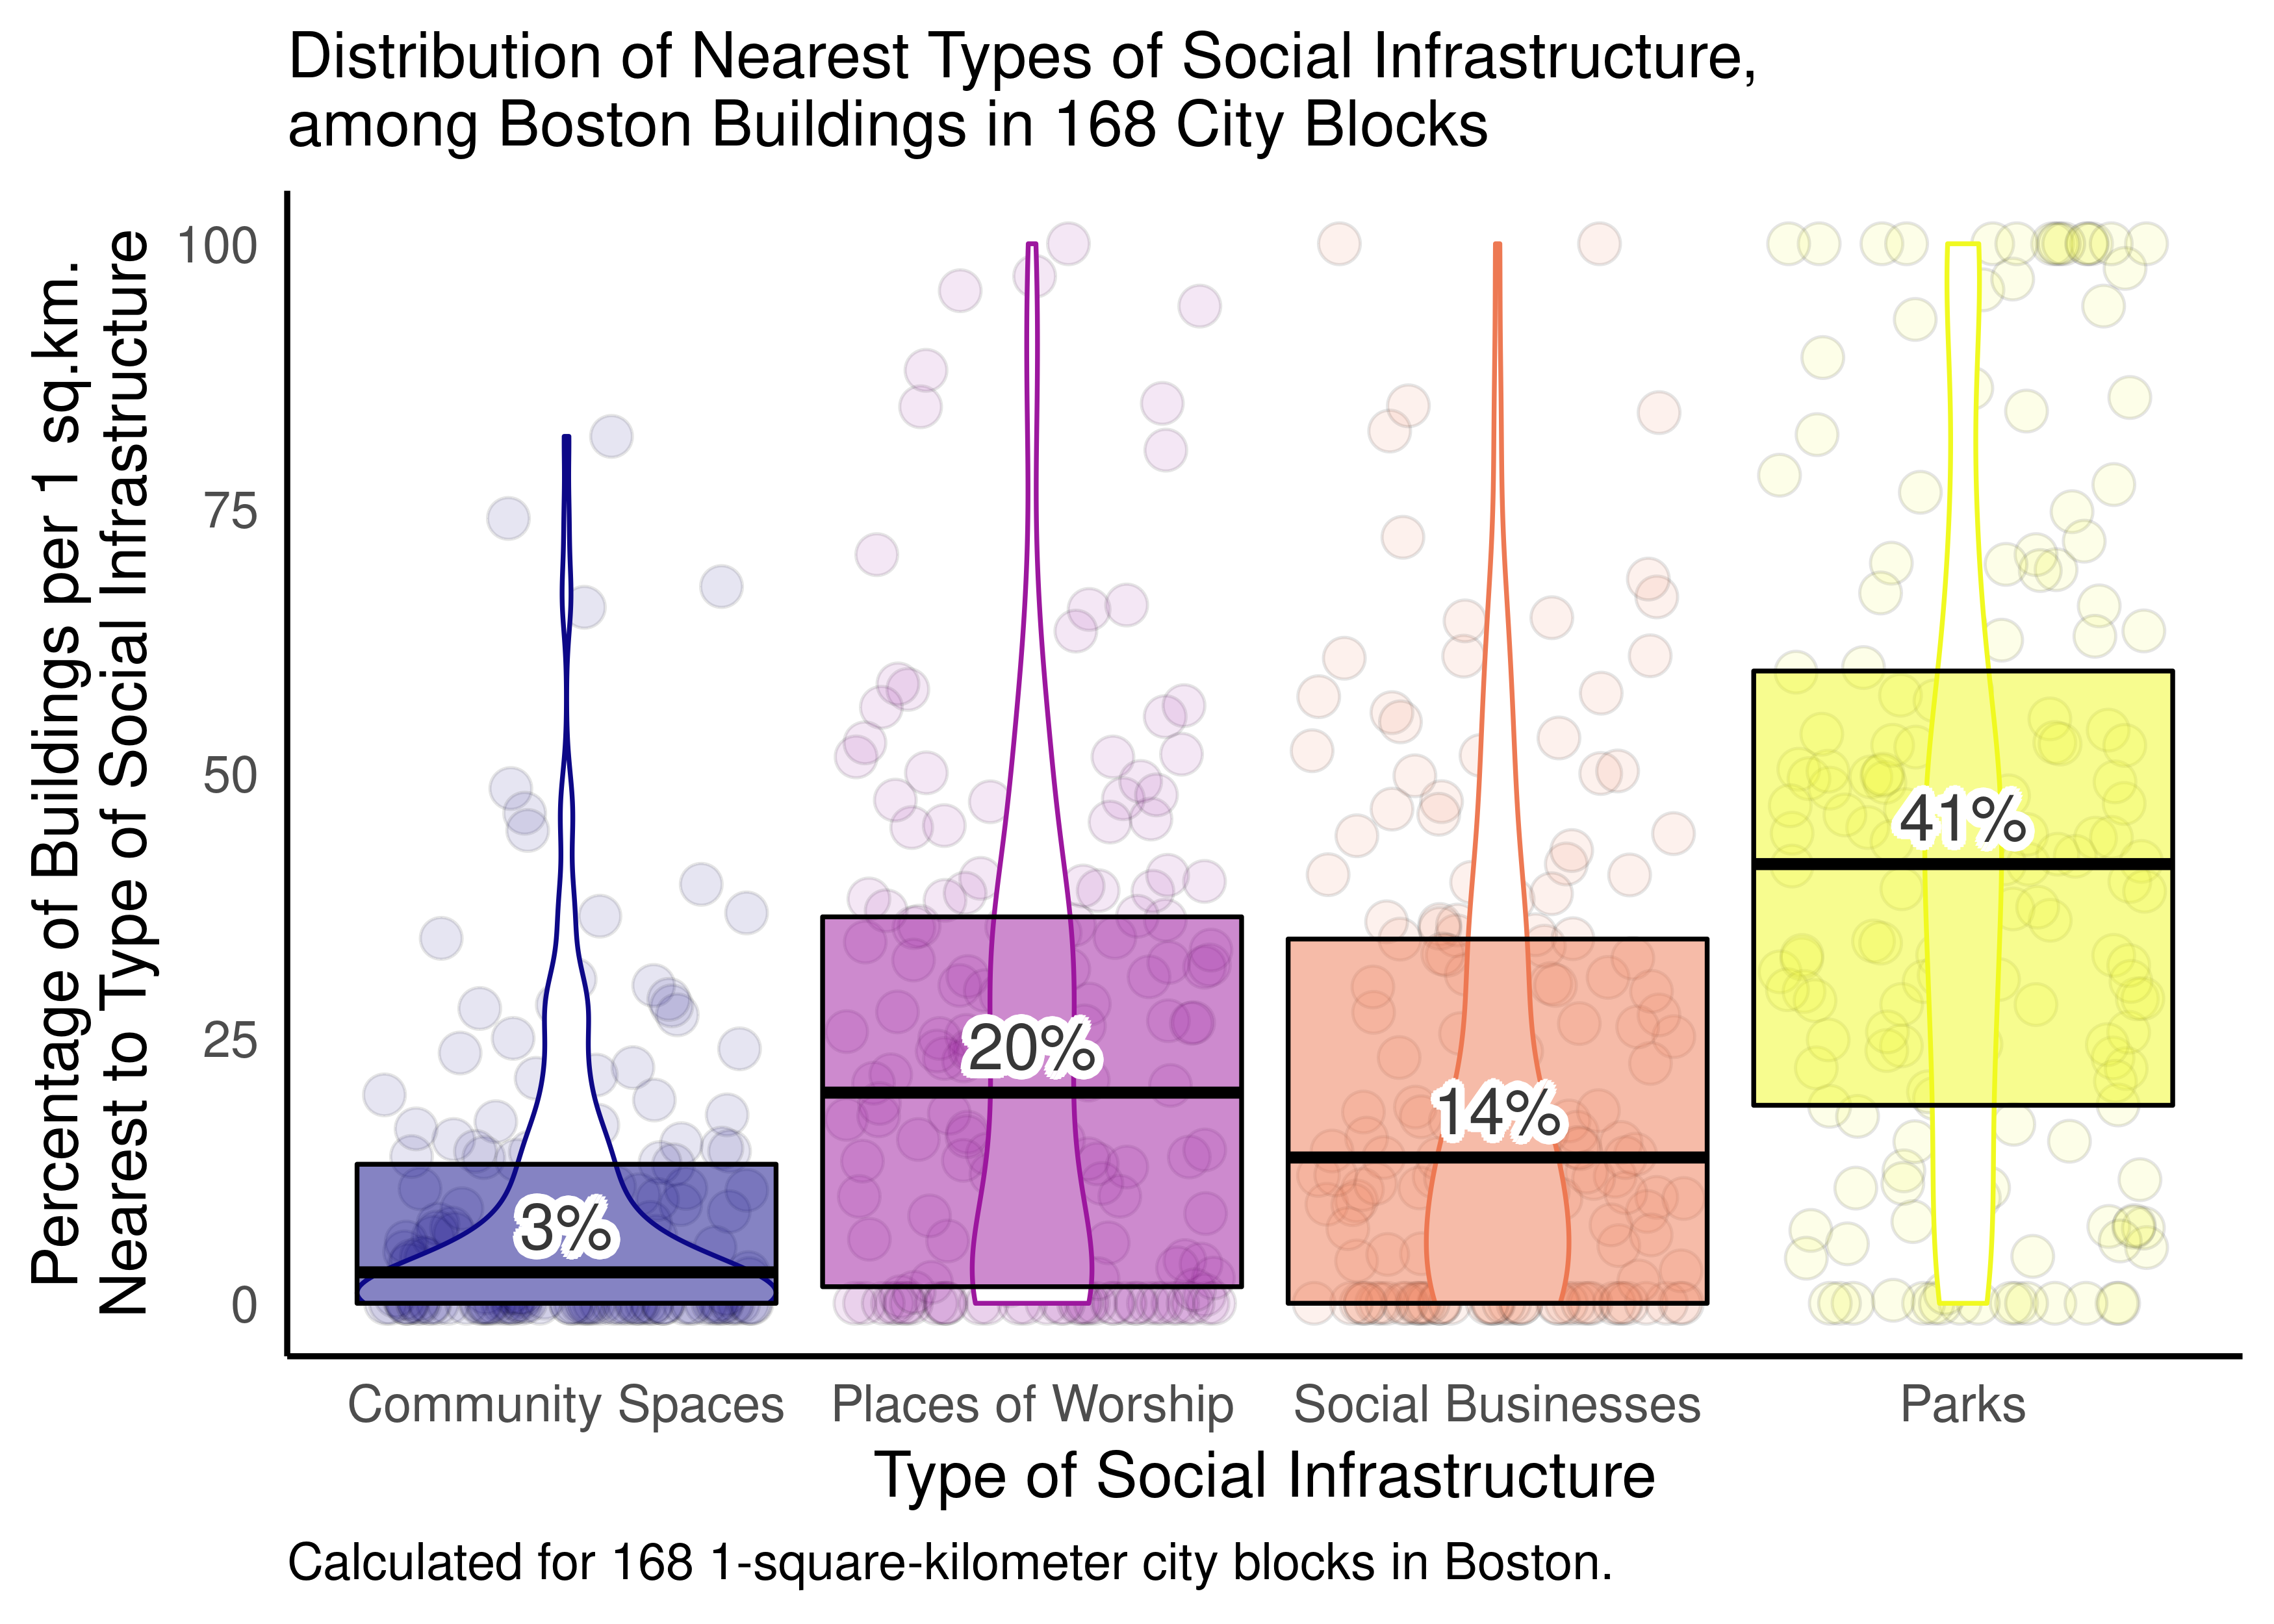 Distribution of Nearest Types of Social Infrastructure,
among Boston Buildings in 168 City Blocks
Percentage of Buildings per 1 sq.km.
Nearest to Type of Social Infrastructure
100
75
50
25
0
3%
20%
14%
41%
Community Spaces
Places of Worship
Social Businesses
Parks
Type of Social Infrastructure
Calculated for 168 1-square-kilometer city blocks in Boston.